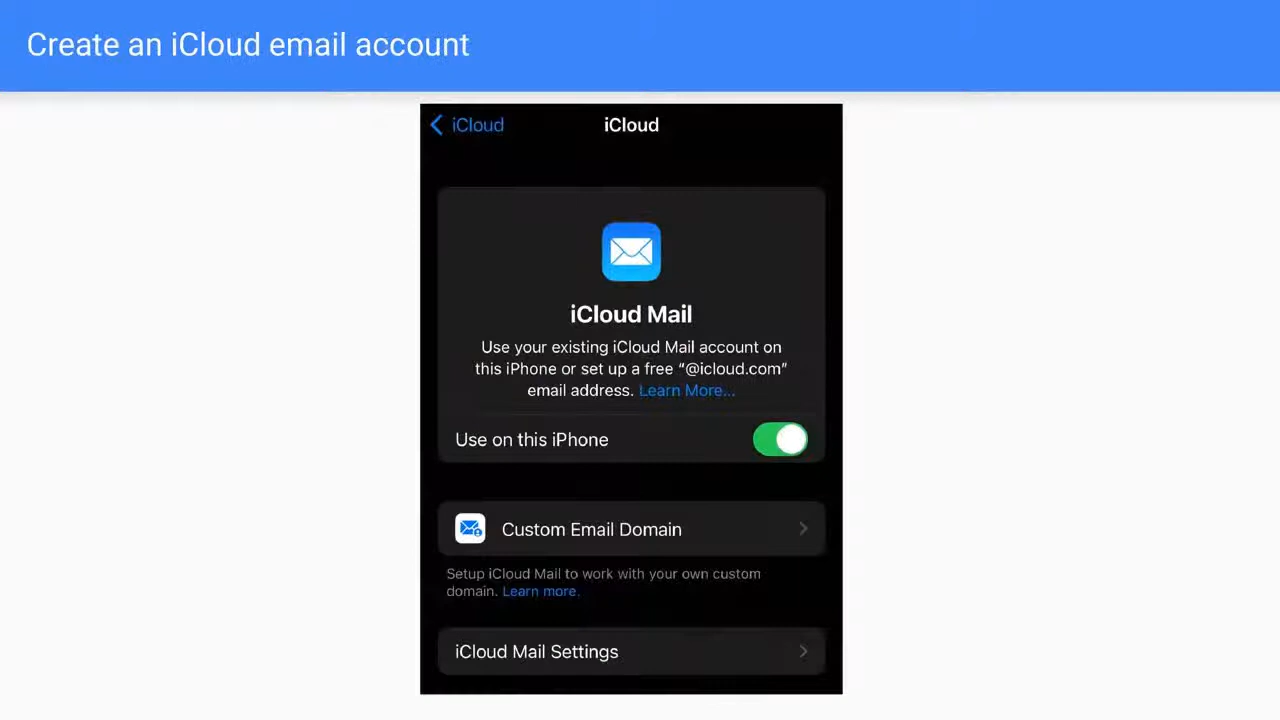 Create an iCloud email account
iCloud
iCloud
iCloud Mail
Use your existing iCloud Mail account on
this iPhone or set up a free “@icloud.com”
email address. Learn More...
Use on this iPhone
Custom Email Domain
Setup iCloud Mail to work with your own custom
domain. Learn more.
iCloud Mail Settings